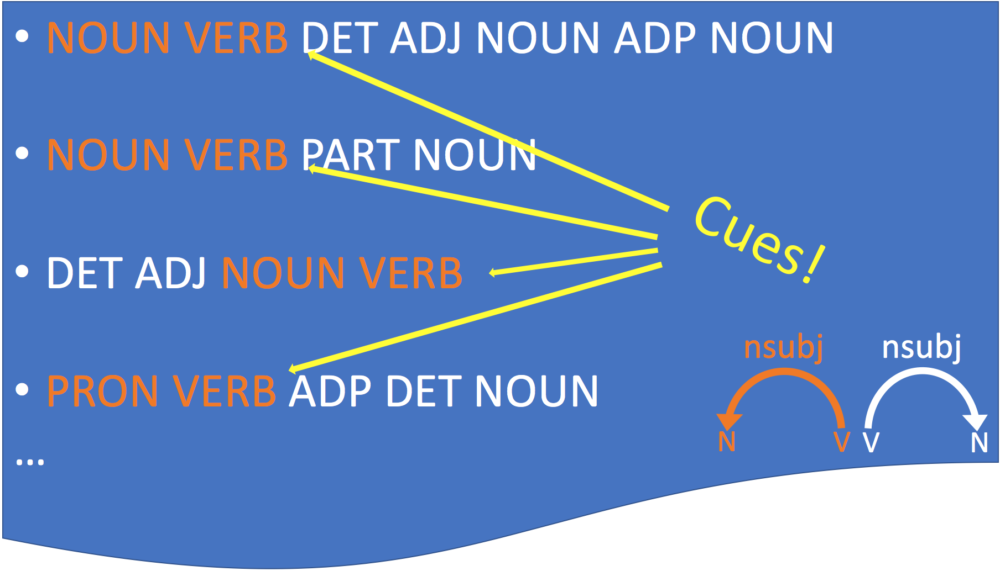 • NOUN VERB DET ADJ NOUN ADP NOUN
• NOUN VERB PART NOUN
Cues!
• DET ADJ NOUN VERB
nsubj nsubj
• PRON VERB ADP DET NOUN
N V V N
...